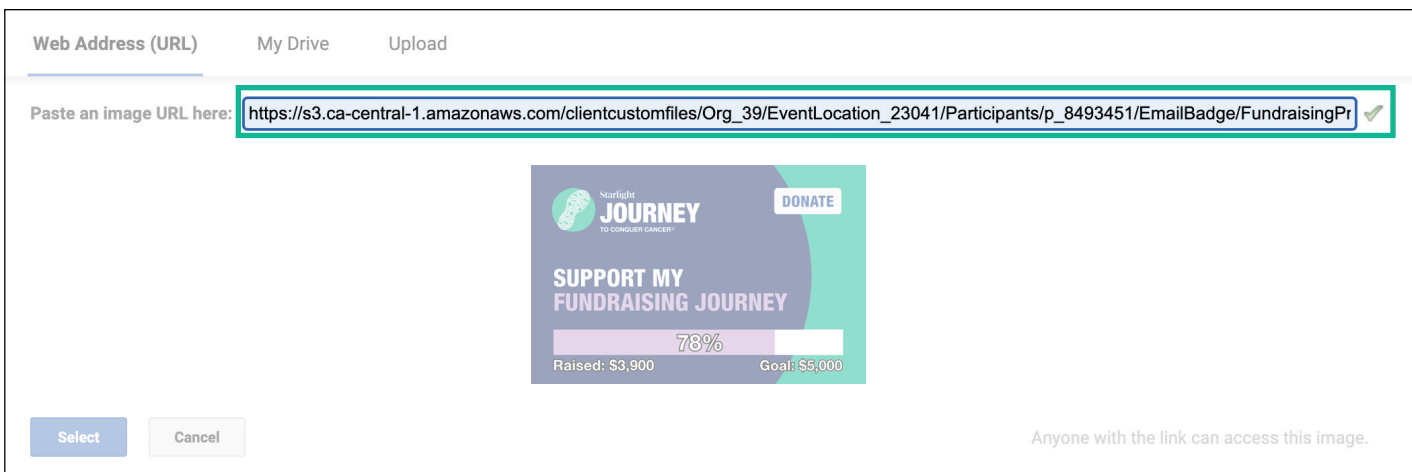 Web Address (URL) My Drive Upload
Paste an image URL here: https://s3.ca-central-1.amazonaws.com/clientcustomfiles/Org_39/EventLocation_23041/Participants/p_8493451/EmailBadge/FundraisingPr
Starlight
JOURNEY
TO CONQUER CANCER®
DONATE
SUPPORT MY
FUNDRAISING JOURNEY
78%
Raised: $3,900 Goal: $5,000
Select Cancel Anyone with the link can access this image.